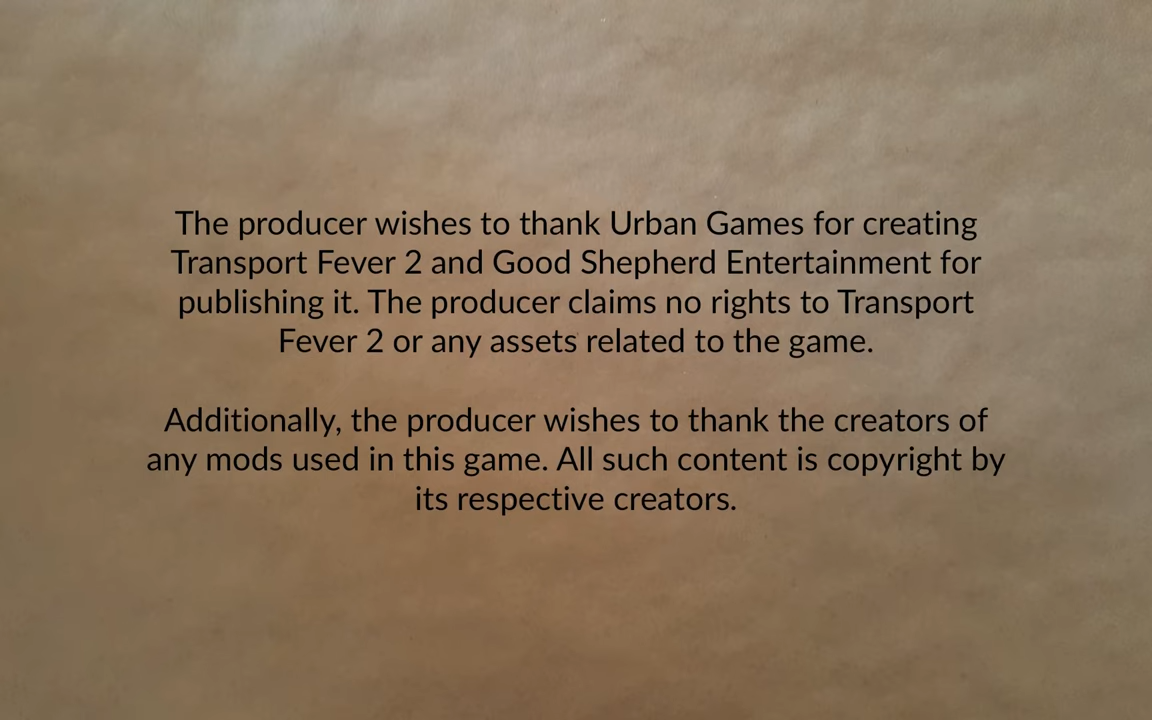 The producer wishes to thank Urban Games for creating
Transport Fever 2 and Good Shepherd Entertainment for
publishing it. The producer claims no rights to Transport
Fever 2 or any assets related to the game.
Additionally, the producer wishes to thank the creators of
any mods used in this game. All such content is copyright by
its respective creators.